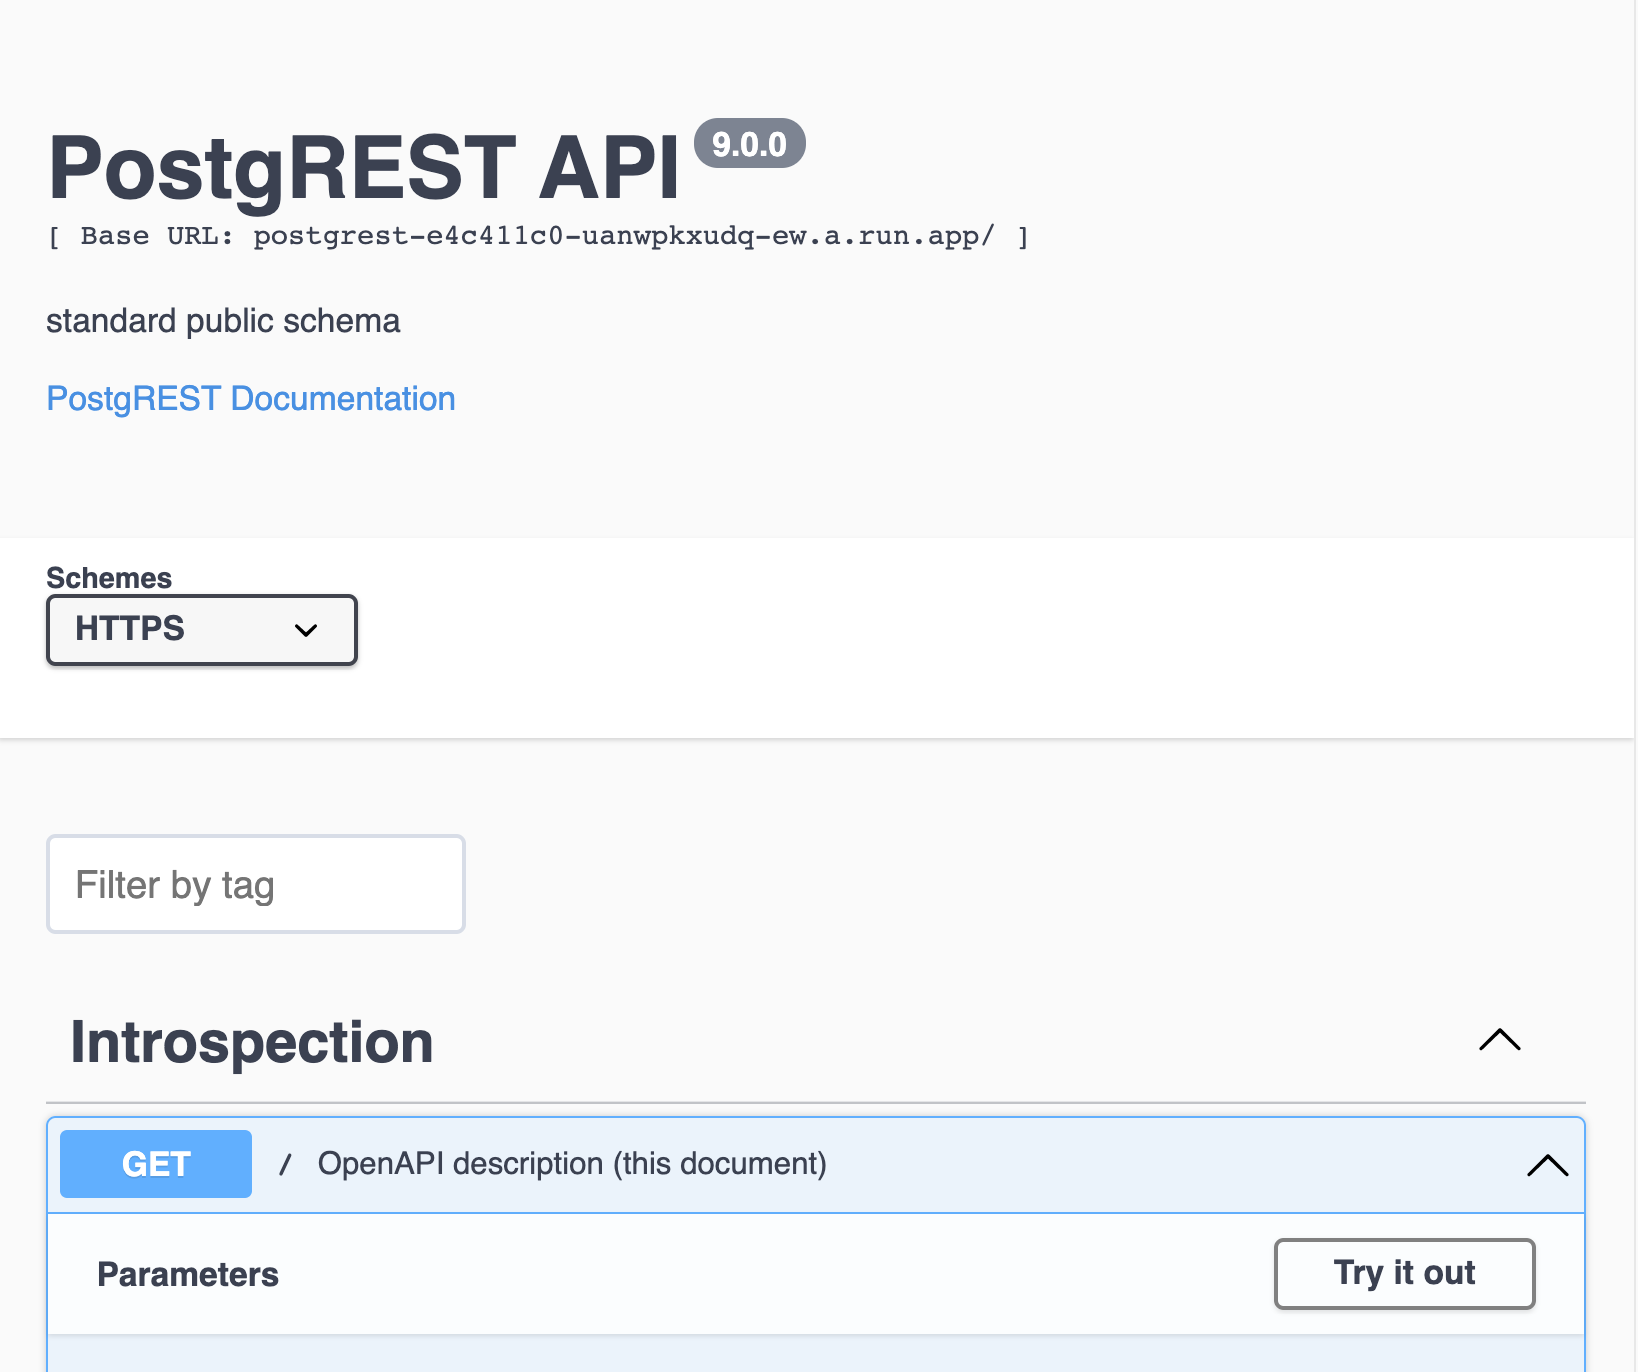 PostgREST API 9.0.0
[ Base URL: postgrest-e4c411c0-uanwpkxudq-ew.a.run.app/ ]
standard public schema
PostgREST Documentation
Schemes
HTTPS
Filter by tag
Introspection
GET / OpenAPI description (this document)
Parameters Try it out